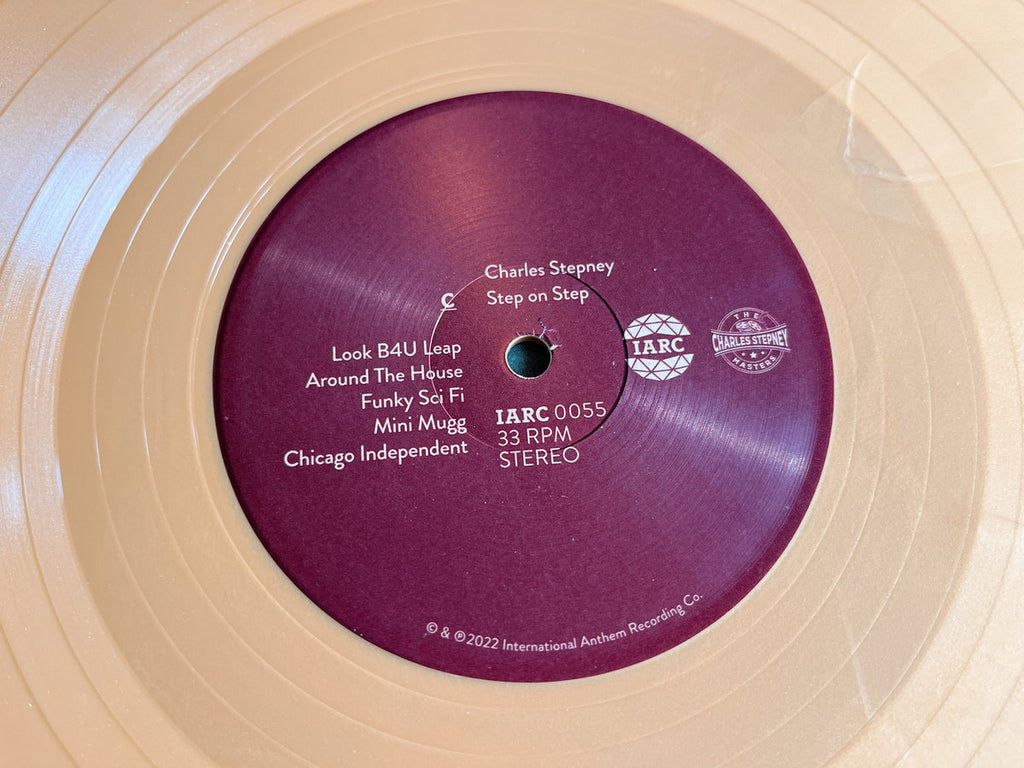 Charles Stepney
Step on Step
C
Look B4U Leap
Around The House
Funky Sci Fi
Mini Mugg
Chicago Independent
IARC
THE
CHARLES STEPNEY
MASTERS
IARC 0055
33 RPM
STEREO
© & ℗ 2022 International Anthem Recording Co.